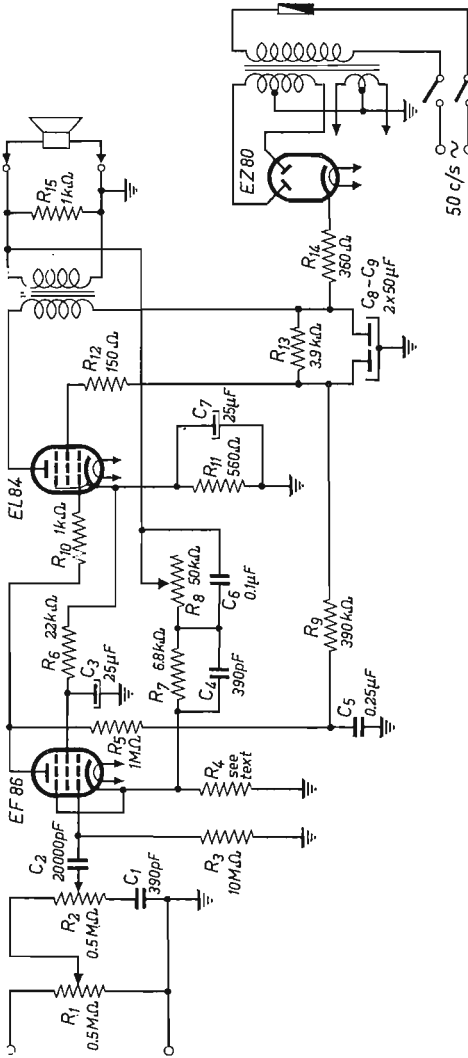 R1
0.5MΩ
R2
0.5MΩ
C1
390pF
C2
20000pF
R3
10MΩ
EF86
R4
see
text
R5
1MΩ
C3
25µF
R6
22kΩ
R7
6.8kΩ
C4
390pF
R8
50kΩ
C6
0.1µF
C5
0.25µF
R9
390kΩ
R10
1kΩ
EL84
R11
560Ω
C7
25µF
R12
150Ω
R13
3.9kΩ
C8-C9
2x50µF
R14
360Ω
R15
1kΩ
EZ80
50 c/s ~